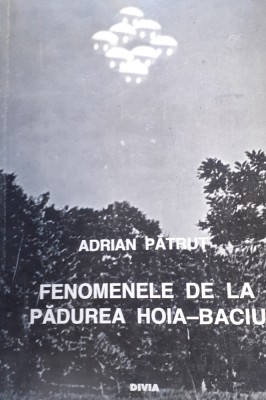 ADRIAN PĂTRUȚ
FENOMENELE DE LA
PĂDUREA HOIA-BACIU
DIVIA